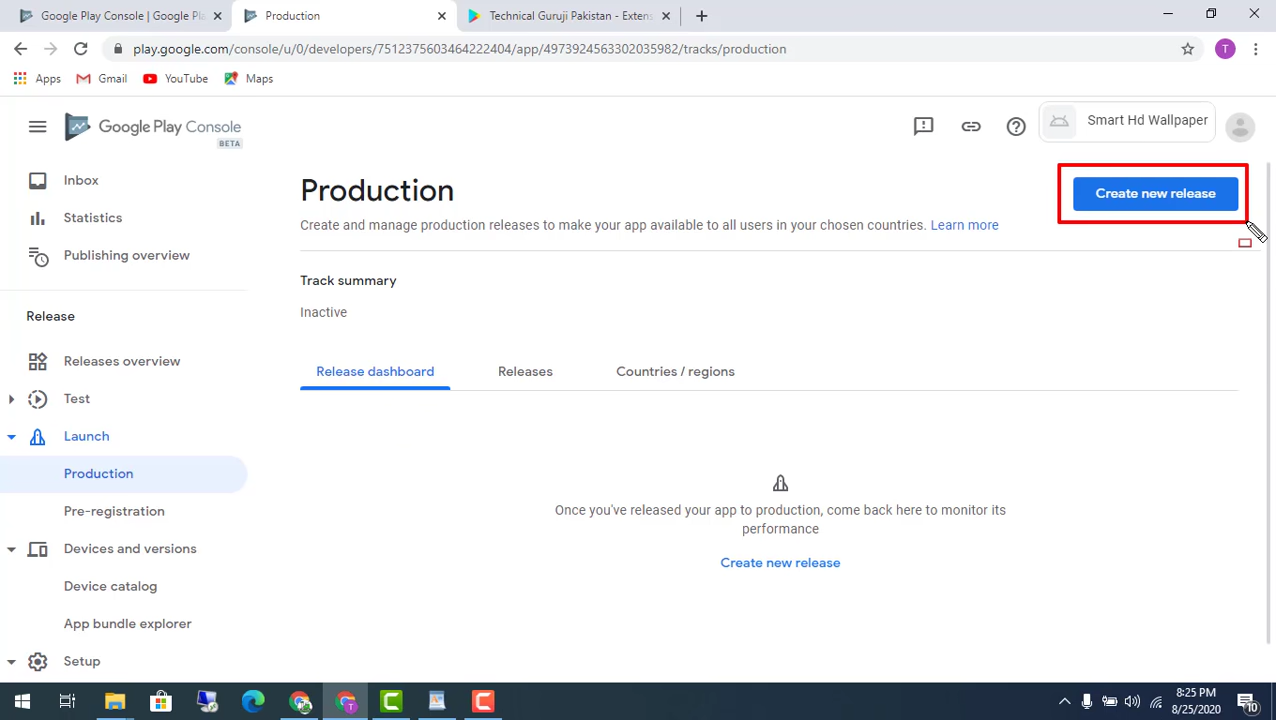 Google Play Console | Google Pla
Production
Technical Guruji Pakistan - Extens
play.google.com/console/u/0/developers/7512375603464222404/app/4973924563302035982/tracks/production
T
Apps
Gmail
YouTube
Maps
Google Play Console
BETA
Smart Hd Wallpaper
Inbox
Statistics
Publishing overview
Release
Releases overview
Test
Launch
Production
Pre-registration
Devices and versions
Device catalog
App bundle explorer
Setup
Production
Create new release
Create and manage production releases to make your app available to all users in your chosen countries. Learn more
Track summary
Inactive
Release dashboard
Releases
Countries / regions
Once you've released your app to production, come back here to monitor its
performance
Create new release
8:25 PM
8/25/2020
10